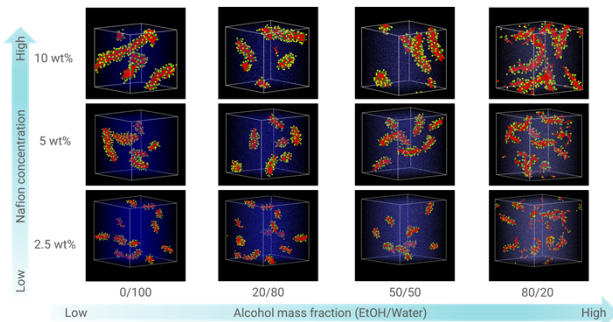 High
10 wt%
Nafion concentration
5 wt%
2.5 wt%
Low
0/100
20/80
50/50
80/20
Low
Alcohol mass fraction (EtOH/Water)
High